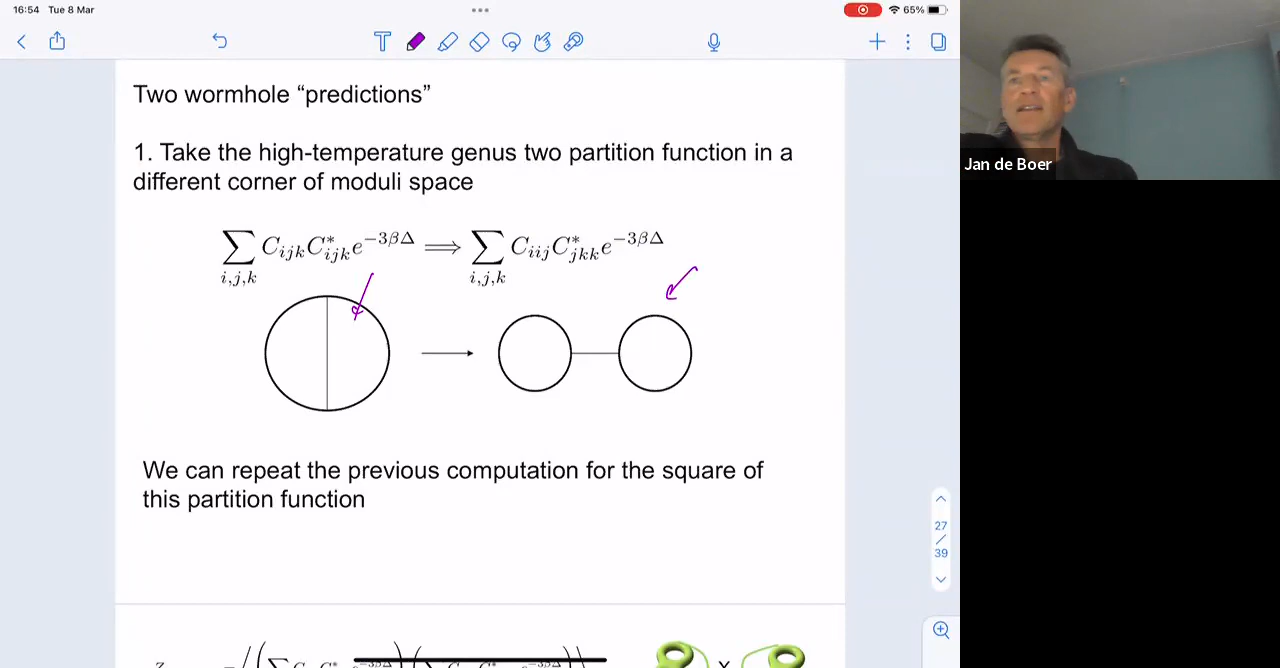 16:54 Tue 8 Mar
65%
Two wormhole “predictions”
1. Take the high-temperature genus two partition function in a
different corner of moduli space
\sum_{i,j,k} C_{ijk} C^*_{ijk} e^{-3βΔ} ⟹ \sum_{i,j,k} C_{iij} C^*_{jkk} e^{-3βΔ}
We can repeat the previous computation for the square of
this partition function
27
/
39
Jan de Boer